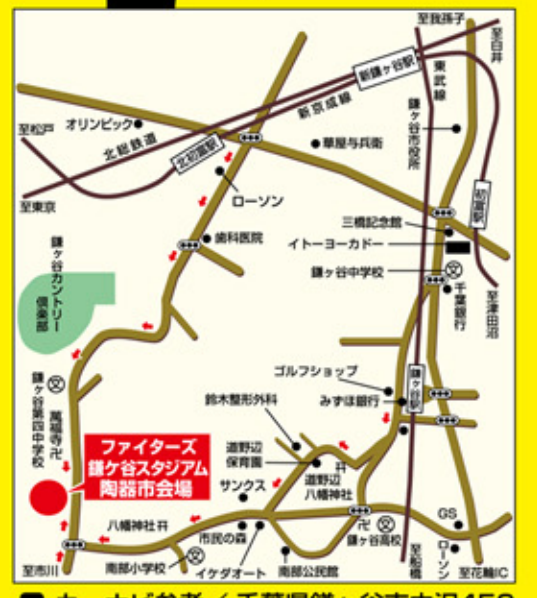 至我孫子
至白井
新鎌ヶ谷駅
東武線
新京成線
鎌ヶ谷市役所
オリンピック
至松戸
北総鉄道
北初富駅
華屋与兵衛
至東京
ローソン
初富駅
三橋記念館
イトーヨーカドー
歯科医院
鎌ヶ谷カントリー
倶楽部
鎌ヶ谷中学校
文
千葉銀行
至津田沼
ゴルフショップ
鎌ヶ谷駅
みずほ銀行
鈴木整形外科
文
鎌ヶ谷第四中学校
萬福寺卍
道野辺
保育園
ファイターズ
鎌ケ谷スタジアム
陶器市会場
道野辺
八幡神社
サンクス
八幡神社
市民の森
卍
文
鎌ヶ谷高校
GS
ローソン
南部小学校
文
イケダオート
南部公民館
至市川
至船橋
至花輪IC